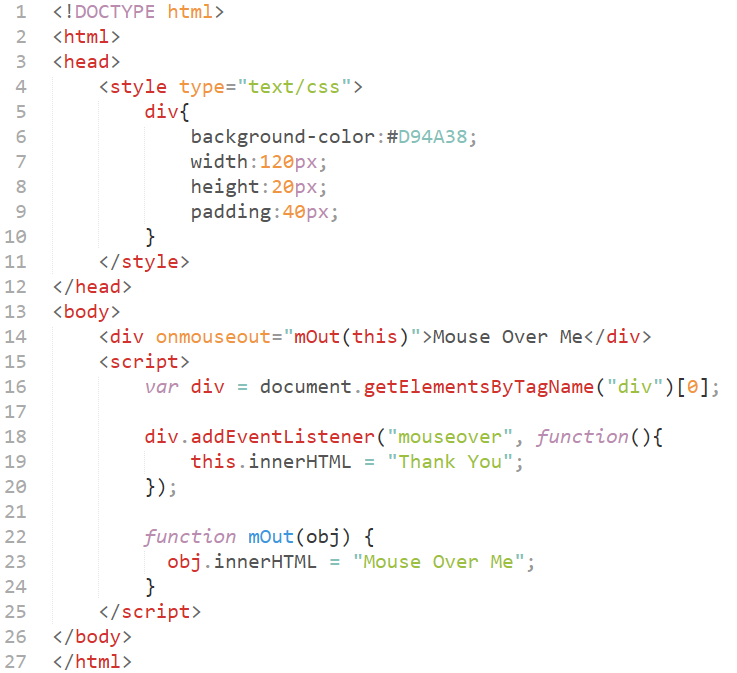 1 <!DOCTYPE html>
2 <html>
3 <head>
4     <style type="text/css">
5         div{
6             background-color:#D94A38;
7             width:120px;
8             height:20px;
9             padding:40px;
10         }
11     </style>
12 </head>
13 <body>
14     <div onmouseout="mOut(this)">Mouse Over Me</div>
15     <script>
16         var div = document.getElementsByTagName("div")[0];
17
18         div.addEventListener("mouseover", function(){
19             this.innerHTML = "Thank You";
20         });
21
22         function mOut(obj) {
23           obj.innerHTML = "Mouse Over Me";
24         }
25     </script>
26 </body>
27 </html>